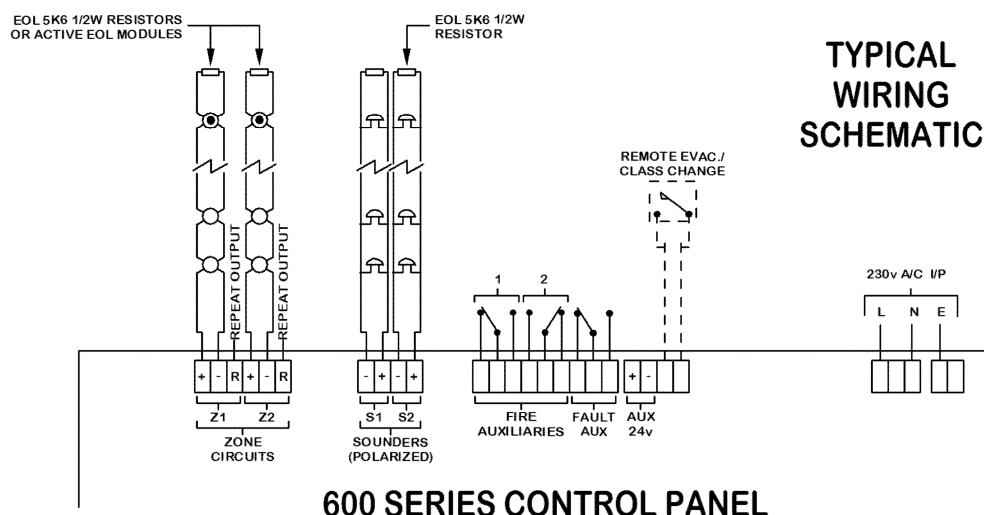 EOL 5K6 1/2W RESISTORS
OR ACTIVE EOL MODULES
EOL 5K6 1/2W
RESISTOR
TYPICAL
WIRING
SCHEMATIC
REMOTE EVAC./
CLASS CHANGE
REPEAT OUTPUT
REPEAT OUTPUT
1 2
230v A/C I/P
L N E
+ - R + - R
- + - +
+ -
Z1 Z2
S1 S2
ZONE
CIRCUITS
SOUNDERS
(POLARIZED)
FIRE
AUXILIARIES
FAULT
AUX
AUX
24v
600 SERIES CONTROL PANEL